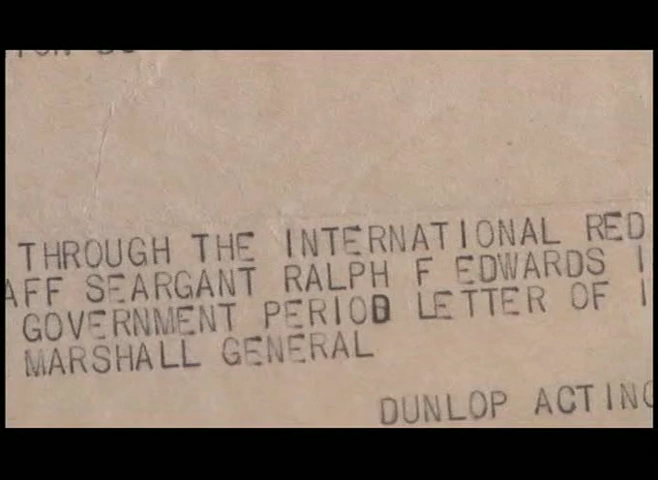 THROUGH THE INTERNATIONAL RED
AFF SEARGANT RALPH F EDWARDS I
GOVERNMENT PERIOD LETTER OF I
MARSHALL GENERAL
DUNLOP ACTING